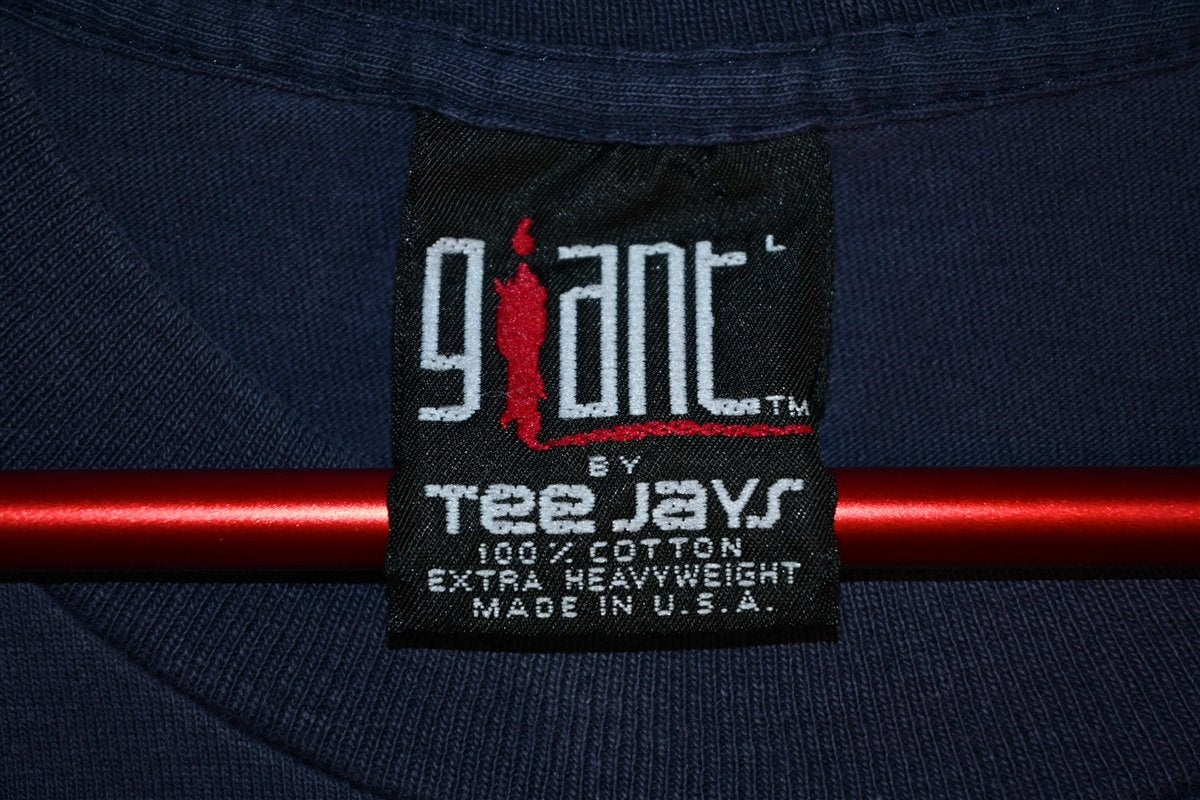 giant L
TM
BY
Tee Jays
100% COTTON
EXTRA HEAVYWEIGHT
MADE IN U.S.A.